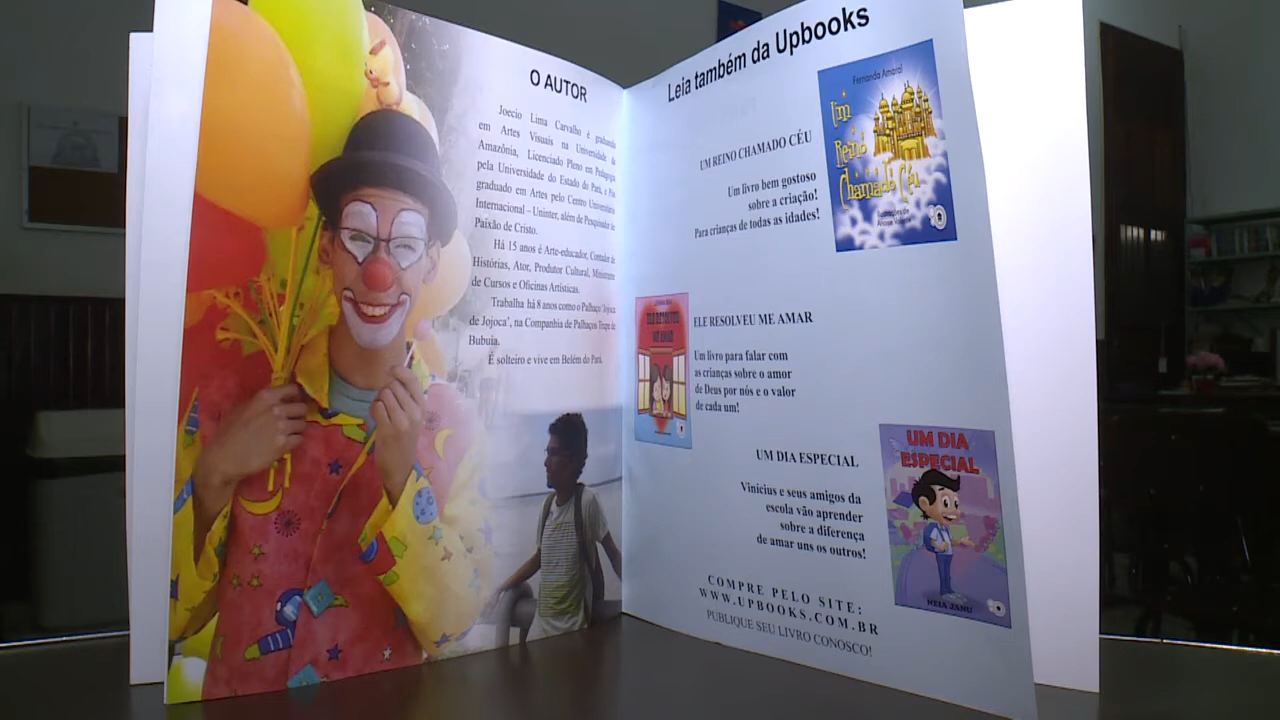 O AUTOR
Joecio Lima Carvalho é graduando
em Artes Visuais na Universidade da
Amazônia, Licenciado Pleno em Pedagogia
pela Universidade do Estado do Pará, e Pós
graduado em Artes pelo Centro Universitário
Internacional – Uninter, além de Pesquisador de
Paixão de Cristo.
Há 15 anos é Arte-educador, Contador de
Histórias, Ator, Produtor Cultural, Ministrante
de Cursos e Oficinas Artísticas.
Trabalha há 8 anos como o Palhaço 'Jojoca
de Jojoca', na Companhia de Palhaços Trupe da
Bubuia.
É solteiro e vive em Belém do Pará.
Leia também da Upbooks
UM REINO CHAMADO CÉU
Um livro bem gostoso
sobre a criação!
Para crianças de todas as idades!
Fernanda Amaral
Um
Reino
Chamado Céu
Ilustrações de
ELE RESOLVEU
ME AMAR
ELE RESOLVEU ME AMAR
Um livro para falar com
as crianças sobre o amor
de Deus por nós e o valor
de cada um!
UM DIA ESPECIAL
Vinicius e seus amigos da
escola vão aprender
sobre a diferença
de amar uns os outros!
UM DIA
ESPECIAL
NEIA JANU
COMPRE PELO SITE:
WWW.UPBOOKS.COM.BR
PUBLIQUE SEU LIVRO CONOSCO!